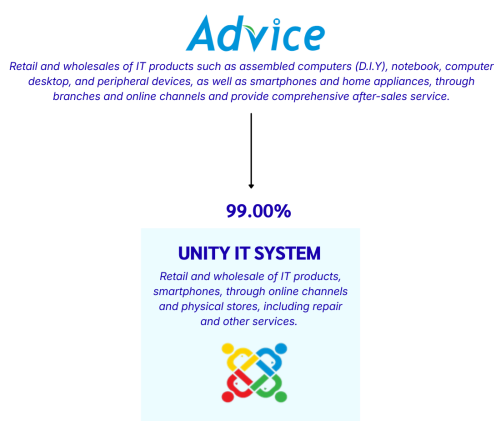 Advice
Retail and wholesales of IT products such as assembled computers (D.I.Y), notebook, computer
desktop, and peripheral devices, as well as smartphones and home appliances, through
branches and online channels and provide comprehensive after-sales service.
99.00%
UNITY IT SYSTEM
Retail and wholesale of IT products,
smartphones, through online channels
and physical stores, including repair
and other services.